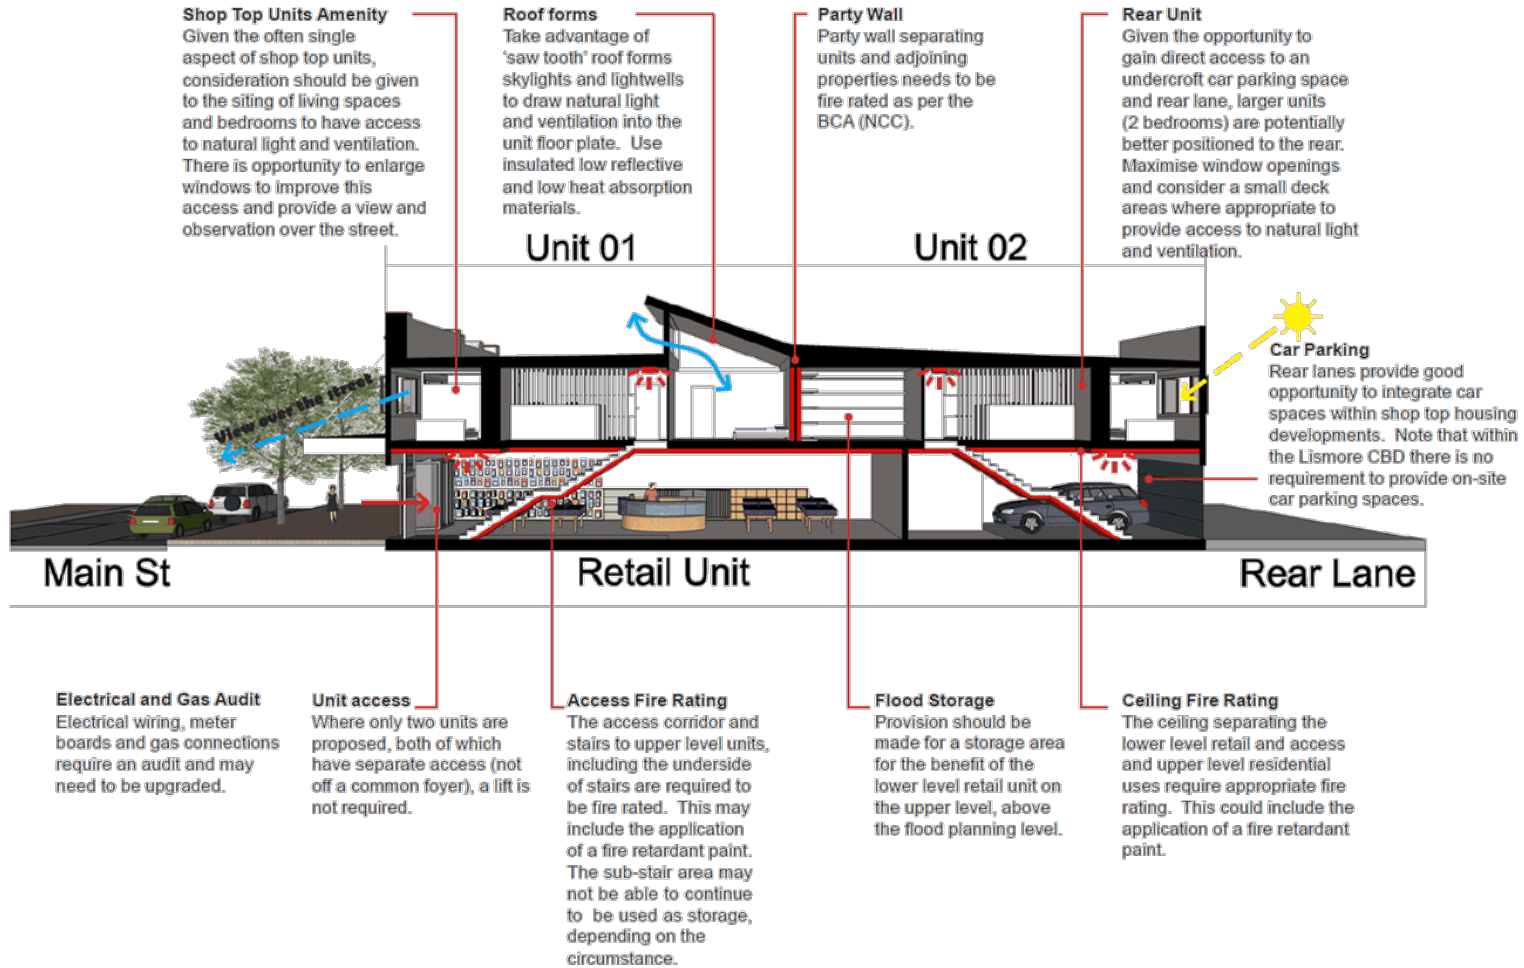 Shop Top Units Amenity
Given the often single
aspect of shop top units,
consideration should be given
to the siting of living spaces
and bedrooms to have access
to natural light and ventilation.
There is opportunity to enlarge
windows to improve this
access and provide a view and
observation over the street.
Roof forms
Take advantage of
‘saw tooth’ roof forms
skylights and lightwells
to draw natural light
and ventilation into the
unit floor plate. Use
insulated low reflective
and low heat absorption
materials.
Party Wall
Party wall separating
units and adjoining
properties needs to be
fire rated as per the
BCA (NCC).
Rear Unit
Given the opportunity to
gain direct access to an
undercroft car parking space
and rear lane, larger units
(2 bedrooms) are potentially
better positioned to the rear.
Maximise window openings
and consider a small deck
areas where appropriate to
provide access to natural light
and ventilation.
Unit 01
Unit 02
Car Parking
Rear lanes provide good
opportunity to integrate car
spaces within shop top housing
developments. Note that within
the Lismore CBD there is no
requirement to provide on-site
car parking spaces.
View over the street
Main St
Retail Unit
Rear Lane
Electrical and Gas Audit
Electrical wiring, meter
boards and gas connections
require an audit and may
need to be upgraded.
Unit access
Where only two units are
proposed, both of which
have separate access (not
off a common foyer), a lift is
not required.
Access Fire Rating
The access corridor and
stairs to upper level units,
including the underside
of stairs are required to
be fire rated. This may
include the application
of a fire retardant paint.
The sub-stair area may
not be able to continue
to be used as storage,
depending on the
circumstance.
Flood Storage
Provision should be
made for a storage area
for the benefit of the
lower level retail unit on
the upper level, above
the flood planning level.
Ceiling Fire Rating
The ceiling separating the
lower level retail and access
and upper level residential
uses require appropriate fire
rating. This could include the
application of a fire retardant
paint.